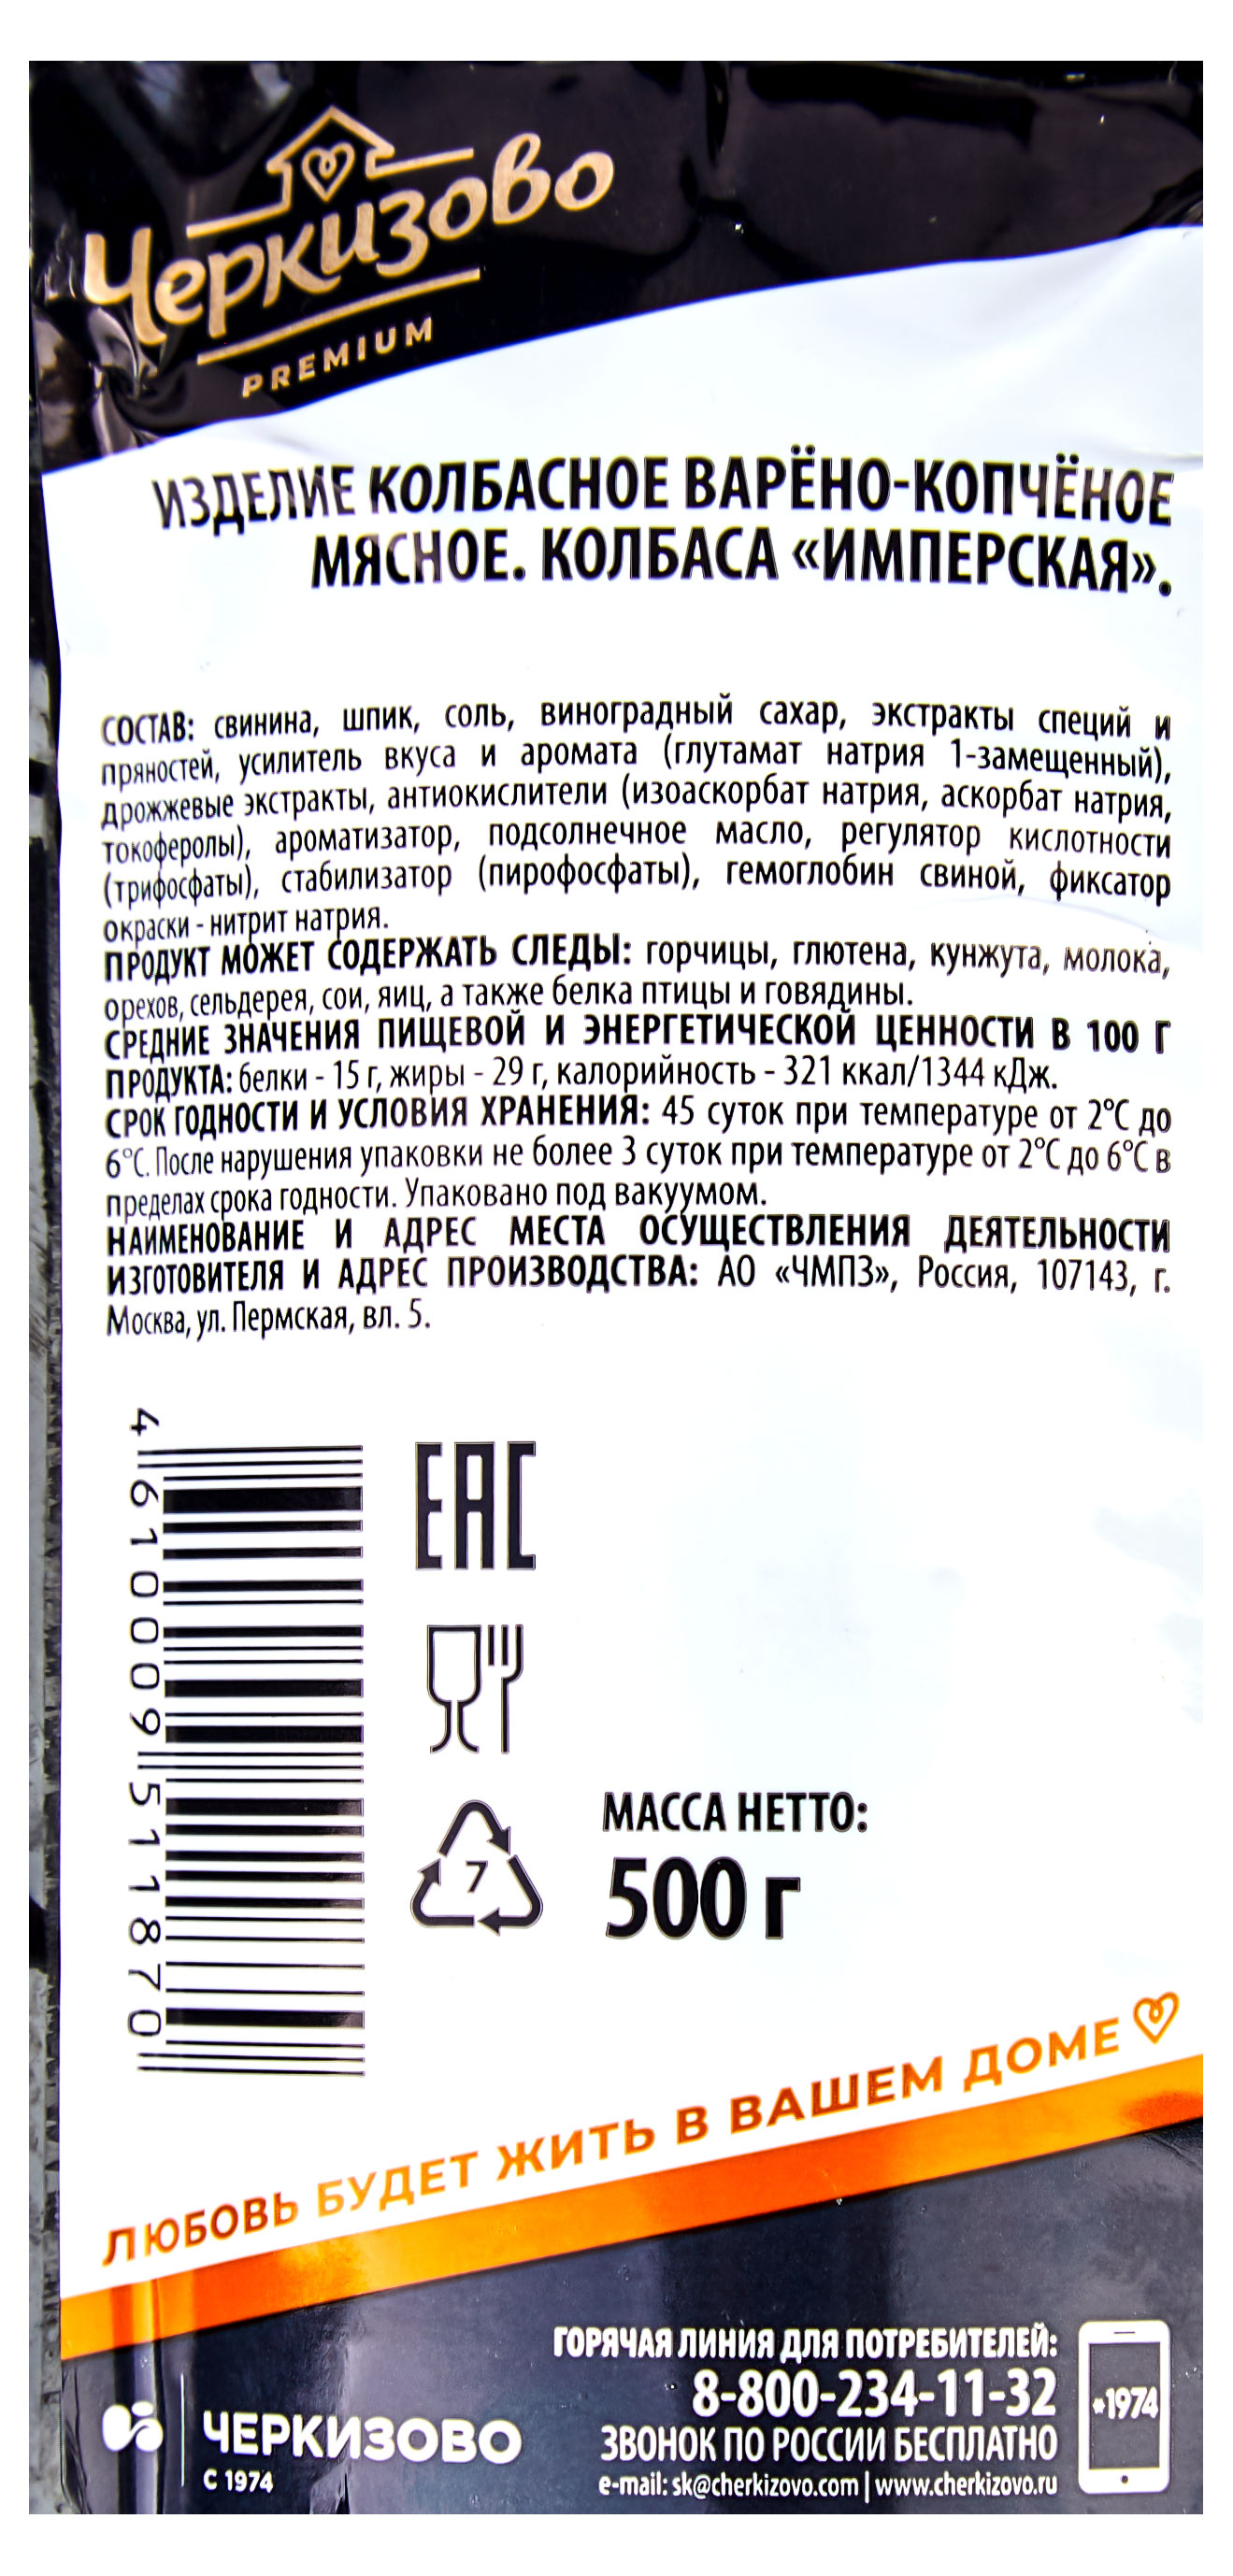 Черкизово
PREMIUM
ИЗДЕЛИЕ КОЛБАСНОЕ ВАРЁНО-КОПЧЁНОЕ
МЯСНОЕ. КОЛБАСА «ИМПЕРСКАЯ».
СОСТАВ: свинина, шпик, соль, виноградный сахар, экстракты специй и
пряностей, усилитель вкуса и аромата (глутамат натрия 1-замещенный),
дрожжевые экстракты, антиокислители (изоаскорбат натрия, аскорбат натрия,
токоферолы), ароматизатор, подсолнечное масло, регулятор кислотности
(трифосфаты), стабилизатор (пирофосфаты), гемоглобин свиной, фиксатор
окраски - нитрит натрия.
ПРОДУКТ МОЖЕТ СОДЕРЖАТЬ СЛЕДЫ: горчицы, глютена, кунжута, молока,
орехов, сельдерея, сои, яиц, а также белка птицы и говядины.
СРЕДНИЕ ЗНАЧЕНИЯ ПИЩЕВОЙ И ЭНЕРГЕТИЧЕСКОЙ ЦЕННОСТИ В 100 Г
ПРОДУКТА: белки - 15 г, жиры - 29 г, калорийность - 321 ккал/1344 кДж.
СРОК ГОДНОСТИ И УСЛОВИЯ ХРАНЕНИЯ: 45 суток при температуре от 2°С до
6°С. После нарушения упаковки не более 3 суток при температуре от 2°С до 6°С в
пределах срока годности. Упаковано под вакуумом.
НАИМЕНОВАНИЕ И АДРЕС МЕСТА ОСУЩЕСТВЛЕНИЯ ДЕЯТЕЛЬНОСТИ
ИЗГОТОВИТЕЛЯ И АДРЕС ПРОИЗВОДСТВА: АО «ЧМПЗ», Россия, 107143, г.
Москва, ул. Пермская, вл. 5.
4 610009 511870
EAC
7
МАССА НЕТТО:
500 г
ЛЮБОВЬ БУДЕТ ЖИТЬ В ВАШЕМ ДОМЕ
ГОРЯЧАЯ ЛИНИЯ ДЛЯ ПОТРЕБИТЕЛЕЙ:
8-800-234-11-32
*1974
ЗВОНОК ПО РОССИИ БЕСПЛАТНО
e-mail: sk@cherkizovo.com | www.cherkizovo.ru
ЧЕРКИЗОВО
С 1974